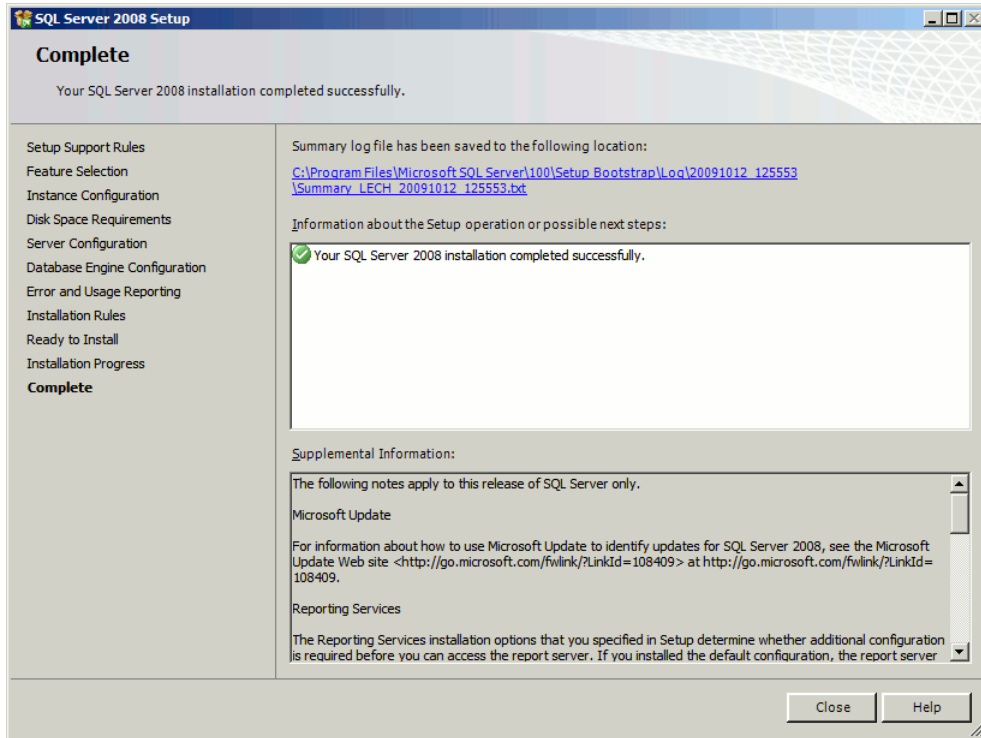 SQL Server 2008 Setup
Complete
Your SQL Server 2008 installation completed successfully.
Setup Support Rules
Feature Selection
Instance Configuration
Disk Space Requirements
Server Configuration
Database Engine Configuration
Error and Usage Reporting
Installation Rules
Ready to Install
Installation Progress
Complete
Summary log file has been saved to the following location:
C:\Program Files\Microsoft SQL Server\100\Setup Bootstrap\Log\20091012_125553
\Summary_LECH_20091012_125553.txt
Information about the Setup operation or possible next steps:
Your SQL Server 2008 installation completed successfully.
Supplemental Information:
The following notes apply to this release of SQL Server only.
Microsoft Update
For information about how to use Microsoft Update to identify updates for SQL Server 2008, see the Microsoft
Update Web site <http://go.microsoft.com/fwlink/?LinkId=108409> at http://go.microsoft.com/fwlink/?LinkId=
108409.
Reporting Services
The Reporting Services installation options that you specified in Setup determine whether additional configuration
is required before you can access the report server. If you installed the default configuration, the report server
Close
Help